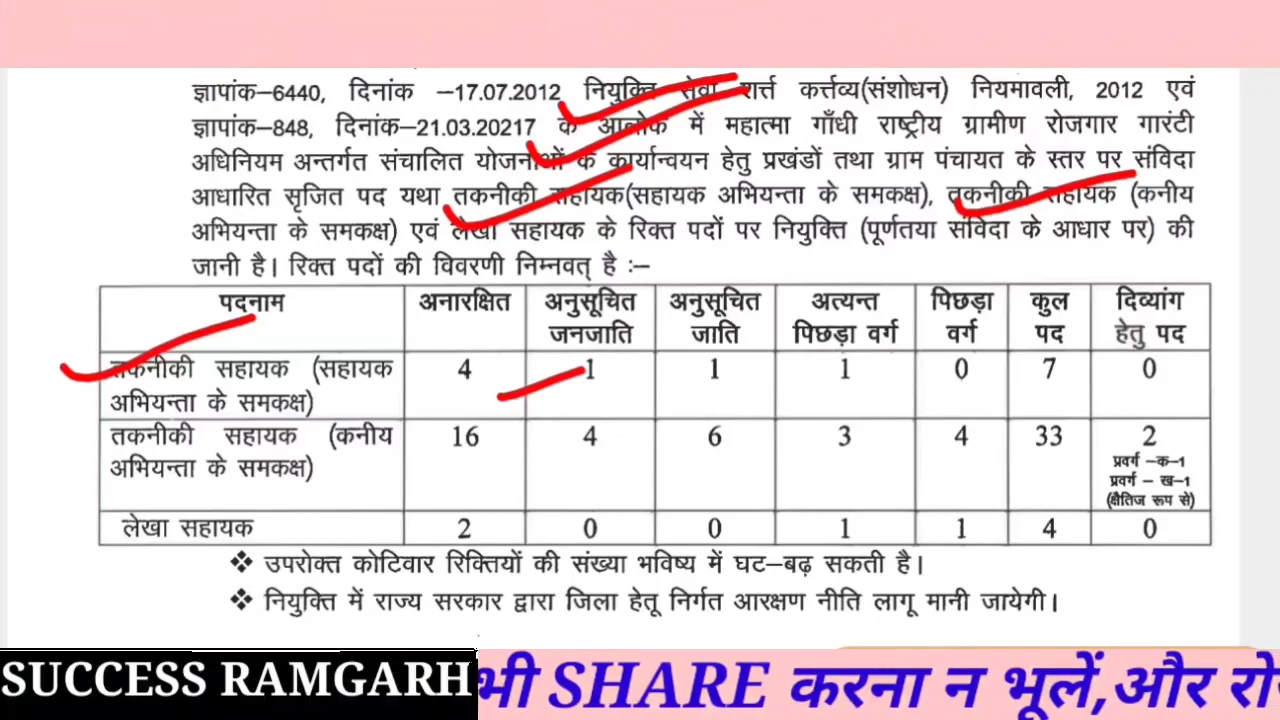 ज्ञापांक–6440, दिनांक –17.07.2012 नियुक्ति सेवा शर्त्त कर्त्तव्य(संशोधन) नियमावली, 2012 एवं
ज्ञापांक–848, दिनांक–21.03.20217 के आलोक में महात्मा गाँधी राष्ट्रीय ग्रामीण रोजगार गारंटी
अधिनियम अन्तर्गत संचालित योजनाओं के कार्यान्वयन हेतु प्रखंडों तथा ग्राम पंचायत के स्तर पर संविदा
आधारित सृजित पद यथा तकनीकी सहायक(सहायक अभियन्ता के समकक्ष), तकनीकी सहायक (कनीय
अभियन्ता के समकक्ष) एवं लेखा सहायक के रिक्त पदों पर नियुक्ति (पूर्णतया संविदा के आधार पर) की
जानी है। रिक्त पदों की विवरणी निम्नवत् है :–
पदनाम अनारक्षित अनुसूचित जनजाति अनुसूचित जाति अत्यन्त पिछड़ा वर्ग पिछड़ा वर्ग कुल पद दिव्यांग हेतु पद
तकनीकी सहायक (सहायक अभियन्ता के समकक्ष) 4 1 1 1 0 7 0
तकनीकी सहायक (कनीय अभियन्ता के समकक्ष) 16 4 6 3 4 33 2 प्रवर्ग –क–1 प्रवर्ग – ख–1 (क्षैतिज रूप से)
लेखा सहायक 2 0 0 1 1 4 0
❖ उपरोक्त कोटिवार रिक्तियों की संख्या भविष्य में घट–बढ़ सकती है।
❖ नियुक्ति में राज्य सरकार द्वारा जिला हेतू निर्गत आरक्षण नीति लागू मानी जायेगी।
SUCCESS RAMGARH भी SHARE करना न भूलें,और रो